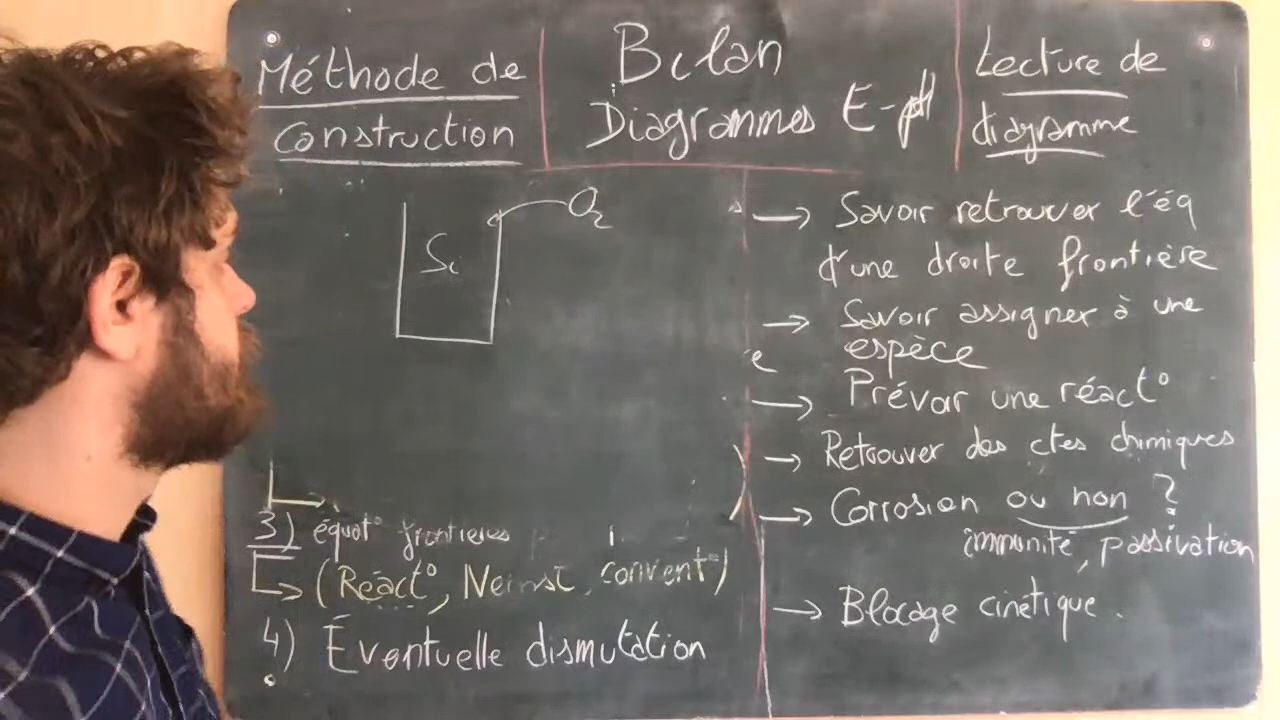 Méthode de
construction
Bilan
Diagrammes E-pH
Lecture de
diagramme
Si
O₂
3) équat° frontières
(Réact°, Nernst, convent°)
4) Éventuelle dismutation
→ Savoir retrouver l'éq
d'une droite frontière
→ Savoir assigner à une
espèce
→ Prévoir une réact°
→ Retrouver des ctes chimiques
→ Corrosion ou non ?
immunité, passivation
→ Blocage cinétique.